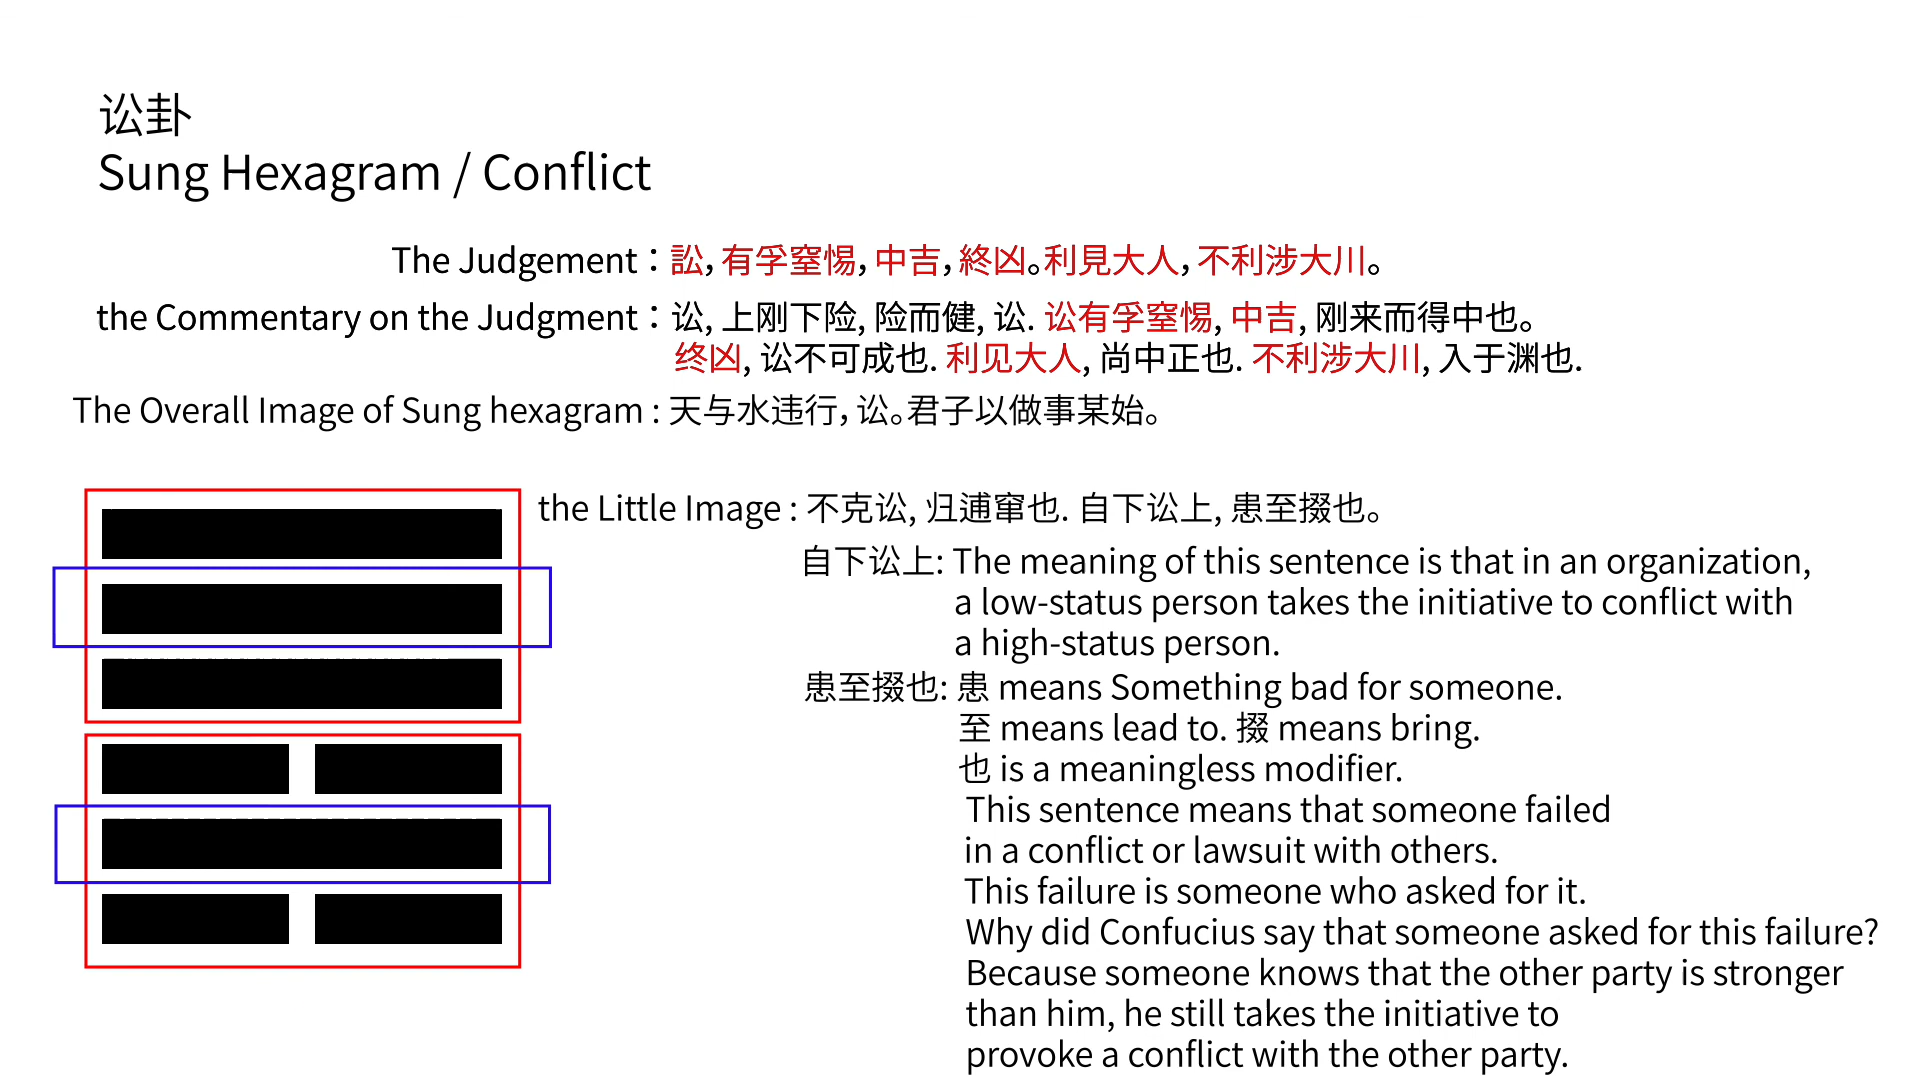 讼卦
Sung Hexagram / Conflict
The Judgement：訟，有孚窒惕，中吉，終凶。利見大人，不利涉大川。
the Commentary on the Judgment：讼, 上刚下险, 险而健, 讼. 讼有孚窒惕, 中吉, 刚来而得中也。
终凶, 讼不可成也. 利见大人, 尚中正也. 不利涉大川, 入于渊也.
The Overall Image of Sung hexagram : 天与水违行，讼。君子以做事某始。
the Little Image : 不克讼, 归逋窜也. 自下讼上, 患至掇也。
自下讼上: The meaning of this sentence is that in an organization,
a low-status person takes the initiative to conflict with
a high-status person.
患至掇也: 患 means Something bad for someone.
至 means lead to. 掇 means bring.
也 is a meaningless modifier.
This sentence means that someone failed
in a conflict or lawsuit with others.
This failure is someone who asked for it.
Why did Confucius say that someone asked for this failure?
Because someone knows that the other party is stronger
than him, he still takes the initiative to
provoke a conflict with the other party.